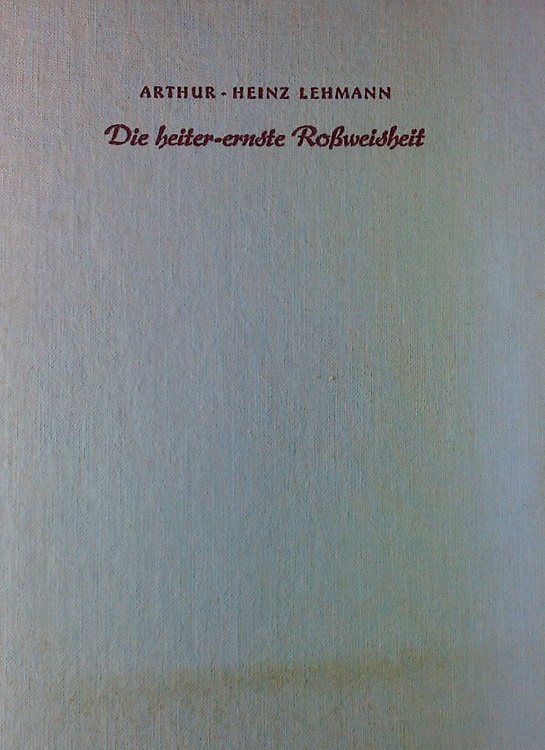 ARTHUR-HEINZ LEHMANN
Die heiter-ernste Roßweisheit